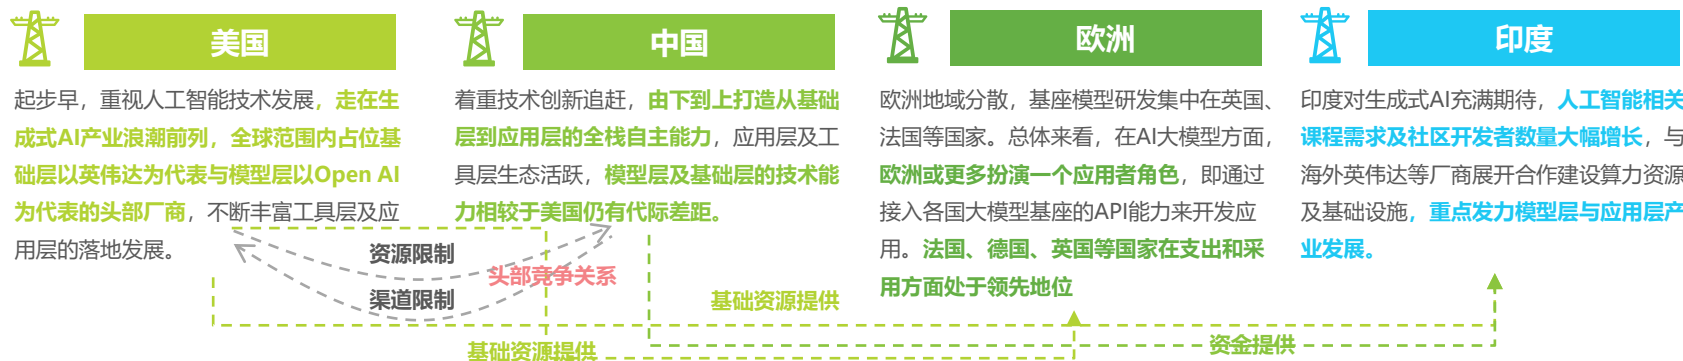 美国
起步早，重视人工智能技术发展，走在生
成式AI产业浪潮前列，全球范围内占位基
础层以英伟达为代表与模型层以Open AI
为代表的头部厂商，不断丰富工具层及应
用层的落地发展。
中国
着重技术创新追赶，由下到上打造从基础
层到应用层的全栈自主能力，应用层及工
具层生态活跃，模型层及基础层的技术能
力相较于美国仍有代际差距。
欧洲
欧洲地域分散，基座模型研发集中在英国、
法国等国家。总体来看，在AI大模型方面，
欧洲或更多扮演一个应用者角色，即通过
接入各国大模型基座的API能力来开发应
用。法国、德国、英国等国家在支出和采
用方面处于领先地位
印度
印度对生成式AI充满期待，人工智能相关
课程需求及社区开发者数量大幅增长，与
海外英伟达等厂商展开合作建设算力资源
及基础设施，重点发力模型层与应用层产
业发展。
资源限制
头部竞争关系
渠道限制
基础资源提供
基础资源提供
资金提供